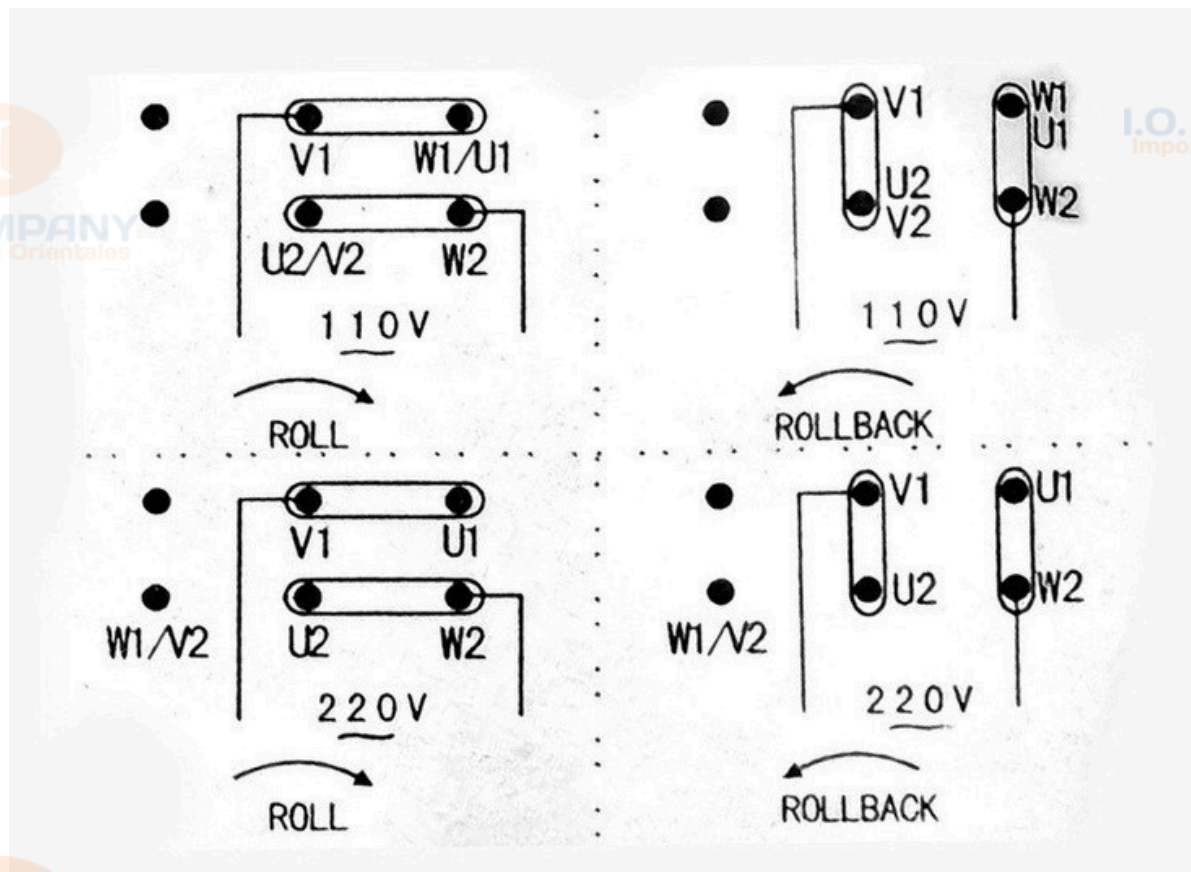 V1 W1/U1
U2/V2 W2
110V
ROLL
V1 W1
U1
U2
V2 W2
110V
ROLLBACK
V1 U1
W1/V2 U2 W2
220V
ROLL
V1 U1
W1/V2 U2 W2
220V
ROLLBACK
I.O.
Impo
MPANY
Orientales